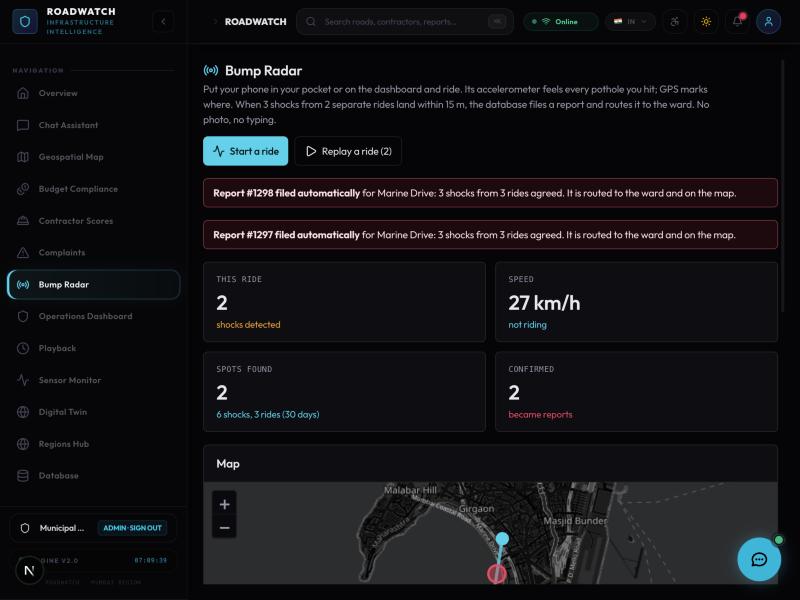 ROADWATCH
INFRASTRUCTURE
INTELLIGENCE
ROADWATCH
Search roads, contractors, reports...
Online
IN
NAVIGATION
Overview
Chat Assistant
Geospatial Map
Budget Compliance
Contractor Scores
Complaints
Bump Radar
Operations Dashboard
Playback
Sensor Monitor
Digital Twin
Regions Hub
Database
Municipal ...
ADMIN·SIGN OUT
GINE V2.0
07:09:39
ROADWATCH
MUMBAI REGION
N
Bump Radar
Put your phone in your pocket or on the dashboard and ride. Its accelerometer feels every pothole you hit; GPS marks
where. When 3 shocks from 2 separate rides land within 15 m, the database files a report and routes it to the ward. No
photo, no typing.
Start a ride
Replay a ride (2)
Report #1298 filed automatically for Marine Drive: 3 shocks from 3 rides agreed. It is routed to the ward and on the map.
Report #1297 filed automatically for Marine Drive: 3 shocks from 3 rides agreed. It is routed to the ward and on the map.
THIS RIDE
2
shocks detected
SPEED
27 km/h
not riding
SPOTS FOUND
2
6 shocks, 3 rides (30 days)
CONFIRMED
2
became reports
Map
+
−
Malabar Hill
Girgaon
Masjid Bunder
Maharashtra